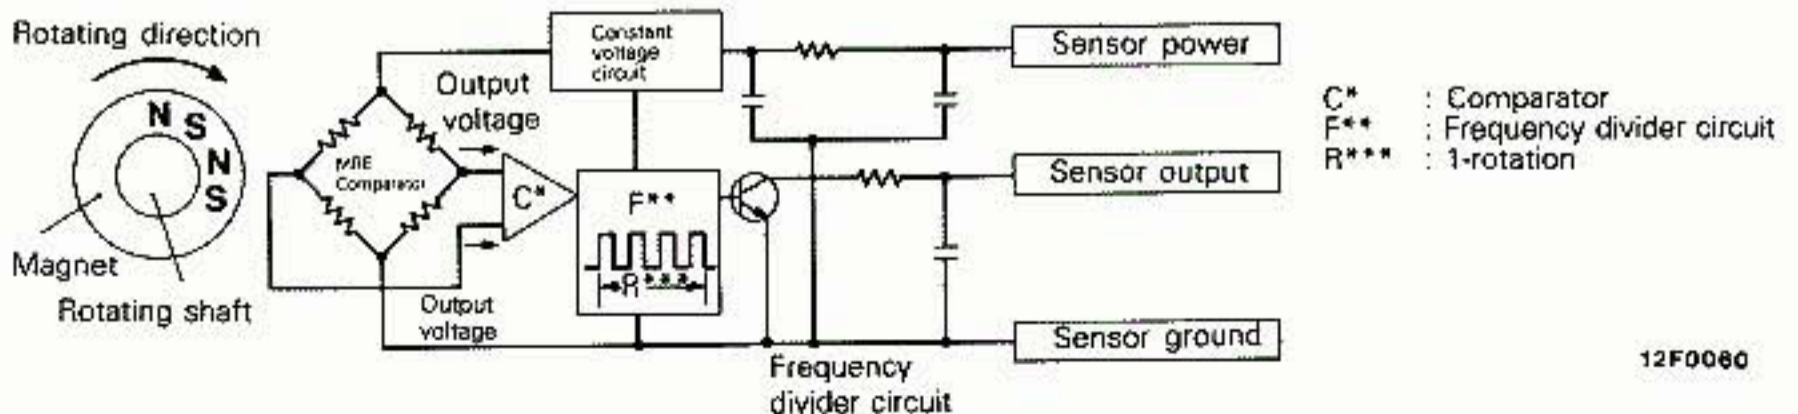 Rotating direction
N
S
N
S
Magnet
Rotating shaft
Constant
voltage
circuit
Output
voltage
MRE
Comparator
C*
F**
R***
Output
voltage
Frequency
divider circuit
Sensor power
Sensor output
Sensor ground
C* : Comparator
F** : Frequency divider circuit
R*** : 1-rotation
12F0060